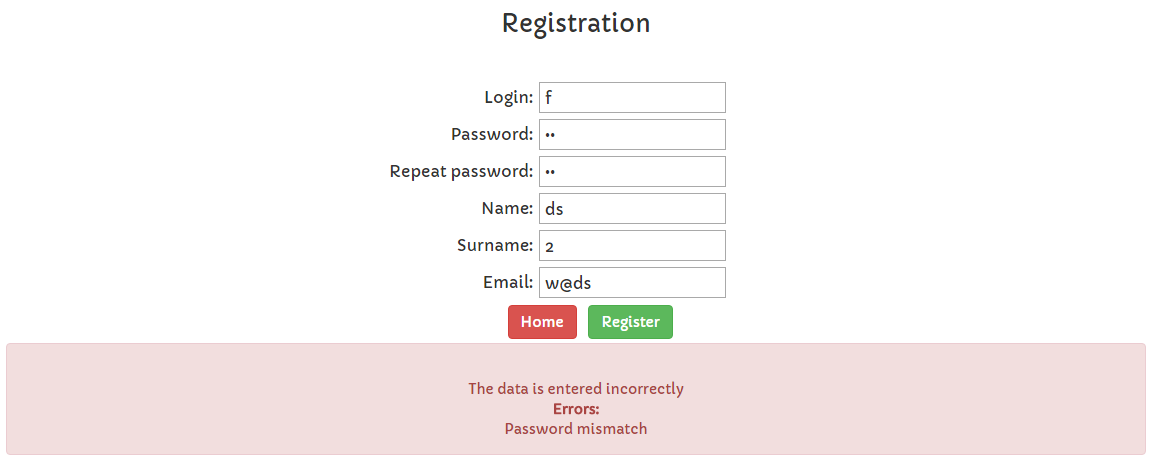 Registration
Login: f
Password: ••
Repeat password: ••
Name: ds
Surname: 2
Email: w@ds
Home Register
The data is entered incorrectly
Errors:
Password mismatch